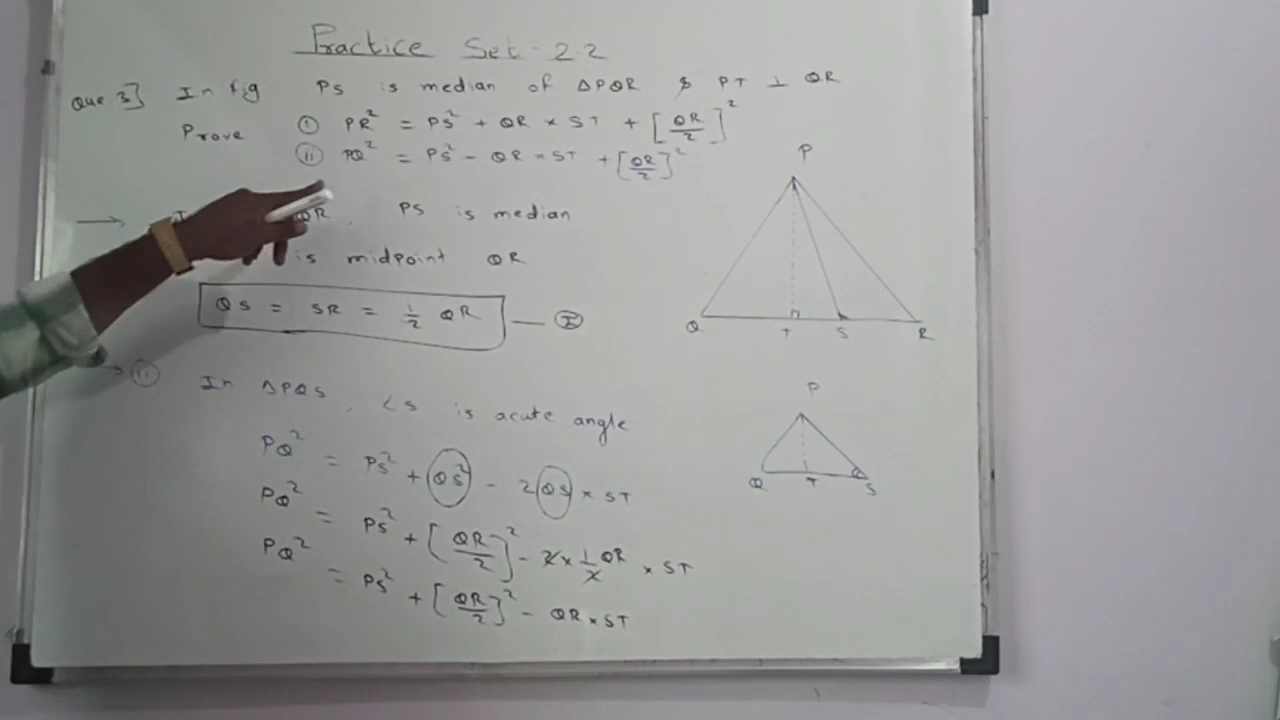 Practice Set - 2.2
Que. 3] In fig PS is median of ΔPQR & PT ⊥ QR
Prove ⓘ PR² = PS² + QR × ST + [QR/2]²
ⓘⓘ PQ² = PS² - QR × ST + [QR/2]²
→ QR, PS is median
is midpoint QR
QS = SR = 1/2 QR — Ⓘ
→ ⓘⓘ In ΔPQS, ∠S is acute angle
PQ² = PS² + QS² - 2QS × ST
PQ² = PS² + [QR/2]² - 2 × 1/2 QR × ST
PQ² = PS² + [QR/2]² - QR × ST
P
Q T S R
P
Q T S